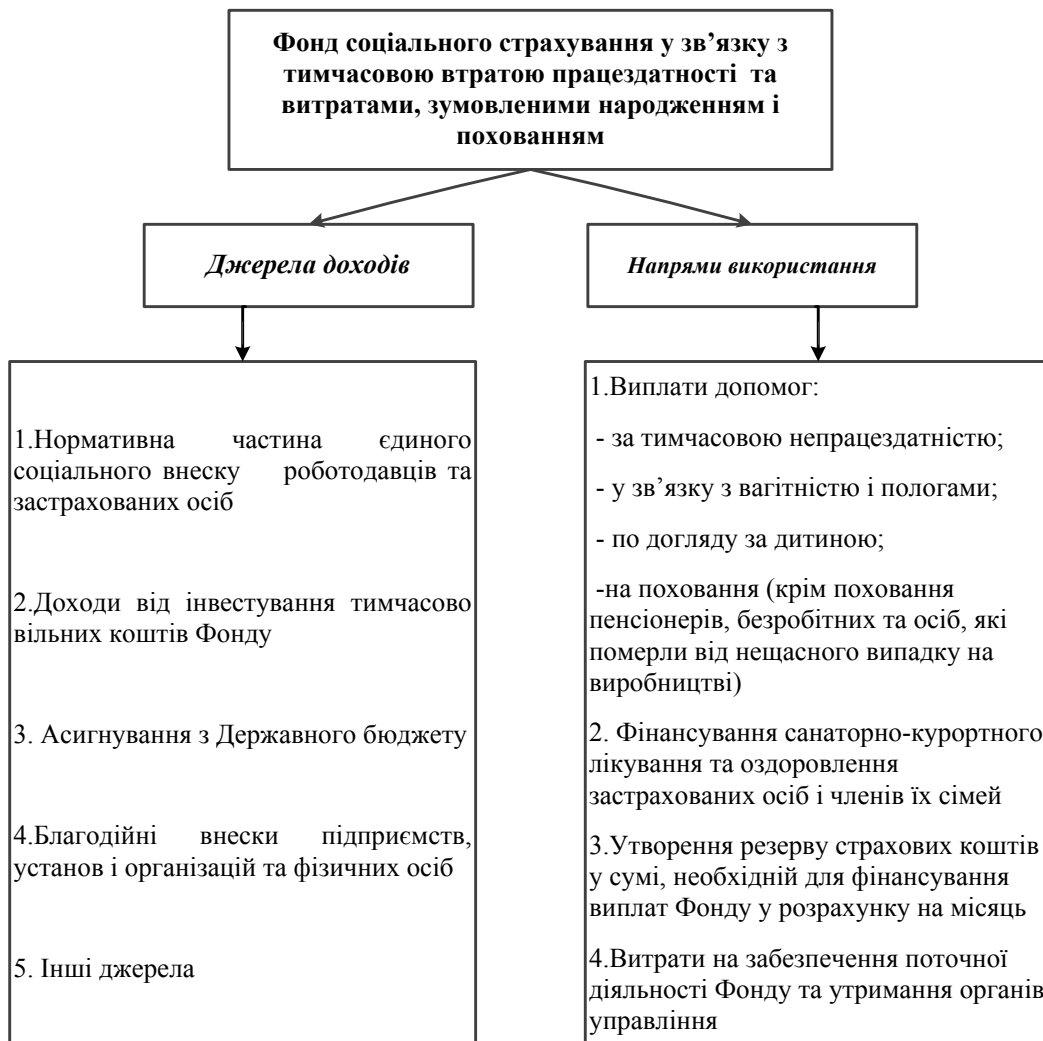 Фонд соціального страхування у зв’язку з
тимчасовою втратою працездатності та
витратами, зумовленими народженням і
похованням
Джерела доходів
Напрями використання
1.Нормативна частина єдиного
соціального внеску роботодавців та
застрахованих осіб
2.Доходи від інвестування тимчасово
вільних коштів Фонду
3. Асигнування з Державного бюджету
4.Благодійні внески підприємств,
установ і організацій та фізичних осіб
5. Інші джерела
1.Виплати допомог:
- за тимчасовою непрацездатністю;
- у зв’язку з вагітністю і пологами;
- по догляду за дитиною;
-на поховання (крім поховання
пенсіонерів, безробітних та осіб, які
померли від нещасного випадку на
виробництві)
2. Фінансування санаторно-курортного
лікування та оздоровлення
застрахованих осіб і членів їх сімей
3.Утворення резерву страхових коштів
у сумі, необхідній для фінансування
виплат Фонду у розрахунку на місяць
4.Витрати на забезпечення поточної
діяльності Фонду та утримання органів
управління